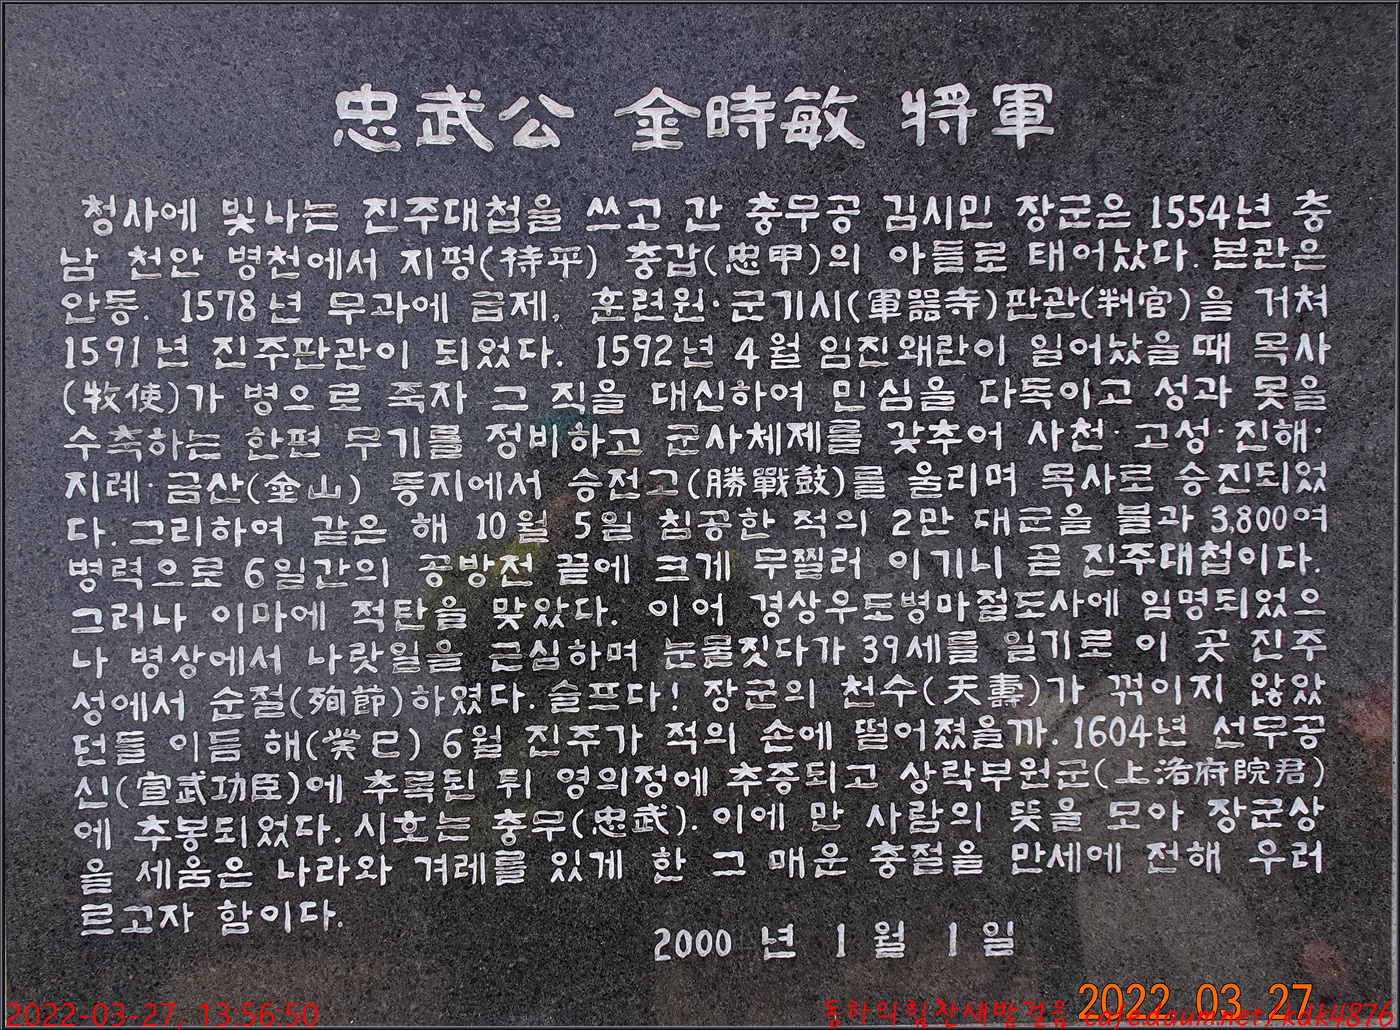 忠武公 金時敏 將軍
청사에 빛나는 진주대첩을 쓰고 간 충무공 김시민 장군은 1554년 충
남 천안 병천에서 지평(持平) 충갑(忠甲)의 아들로 태어났다. 본관은
안동. 1578년 무과에 급제, 훈련원·군기시(軍器寺)판관(判官)을 거쳐
1591년 진주판관이 되었다. 1592년 4월 임진왜란이 일어났을때 목사
(牧使)가 병으로 죽자 그 직을 대신하여 민심을 다독이고 성과 못을
수축하는 한편 무기를 정비하고 군사체제를 갖추어 사천·고성·진해·
지례·금산(金山) 등지에서 승전고(勝戰鼓)를 울리며 목사로 승진되었
다. 그리하여 같은 해 10월 5일 침공한 적의 2만 대군을 불과 3,800여
병력으로 6일간의 공방전 끝에 크게 무찔러 이기니 곧 진주대첩이다.
그러나 이마에 적탄을 맞았다. 이어 경상우도병마절도사에 임명되었으
나 병상에서 나랏일을 근심하며 눈물짓다가 39세를 일기로 이 곳 진주
성에서 순절(殉節)하였다. 슬프다! 장군의 천수(天壽)가 꺾이지 않았
던들 이듬 해(癸巳) 6월 진주가 적의 손에 떨어졌을까. 1604년 선무공
신(宣武功臣)에 추록된 뒤 영의정에 추증되고 상락부원군(上洛府院君)
에 추봉되었다. 시호는 충무(忠武). 이에 만 사람의 뜻을 모아 장군상
을 세움은 나라와 겨레를 있게 한 그 매운 충절을 만세에 전해 우러
르고자 함이다.
2000 년 1 월 1 일
2022-03-27, 13:56:50
동하의힘찬새반걸음 cafe.daum.net/kdk4876
2022. 03. 27